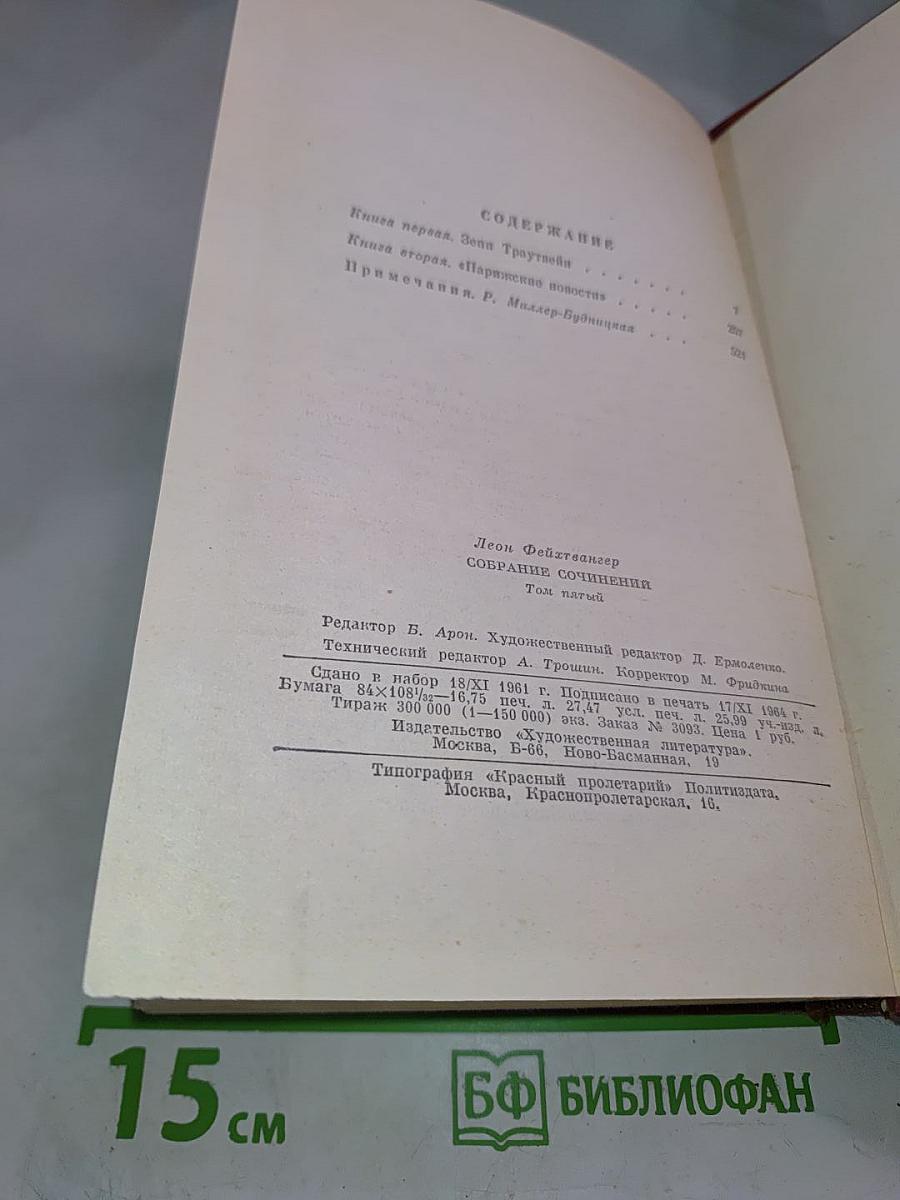 СОДЕРЖАНИЕ
Книга первая. Зепп Траутвейн . . . . . . 7
Книга вторая. «Парижские новости» . . . . .
Примечания. Р. Миллер-Будницкая . . .
Леон Фейхтвангер
СОБРАНИЕ СОЧИНЕНИЙ
Том пятый
Редактор Б. Арон. Художественный редактор Д. Ермоленко.
Технический редактор А. Трошин. Корректор М. Фридкина
Сдано в набор 18/XI 1961 г. Подписано в печать 17/XI 1964 г.
Бумага 84×108¹/₃₂—16,75 печ. л. 27,47 усл. печ. л. 25,99 уч.-изд. л.
Тираж 300 000 (1—150 000) экз. Заказ № 3093. Цена 1 руб.
Издательство «Художественная литература».
Москва, Б-66, Ново-Басманная, 19
Типография «Красный пролетарий» Политиздата.
Москва, Краснопролетарская, 16.
15 см
БФ БИБЛИОФАН